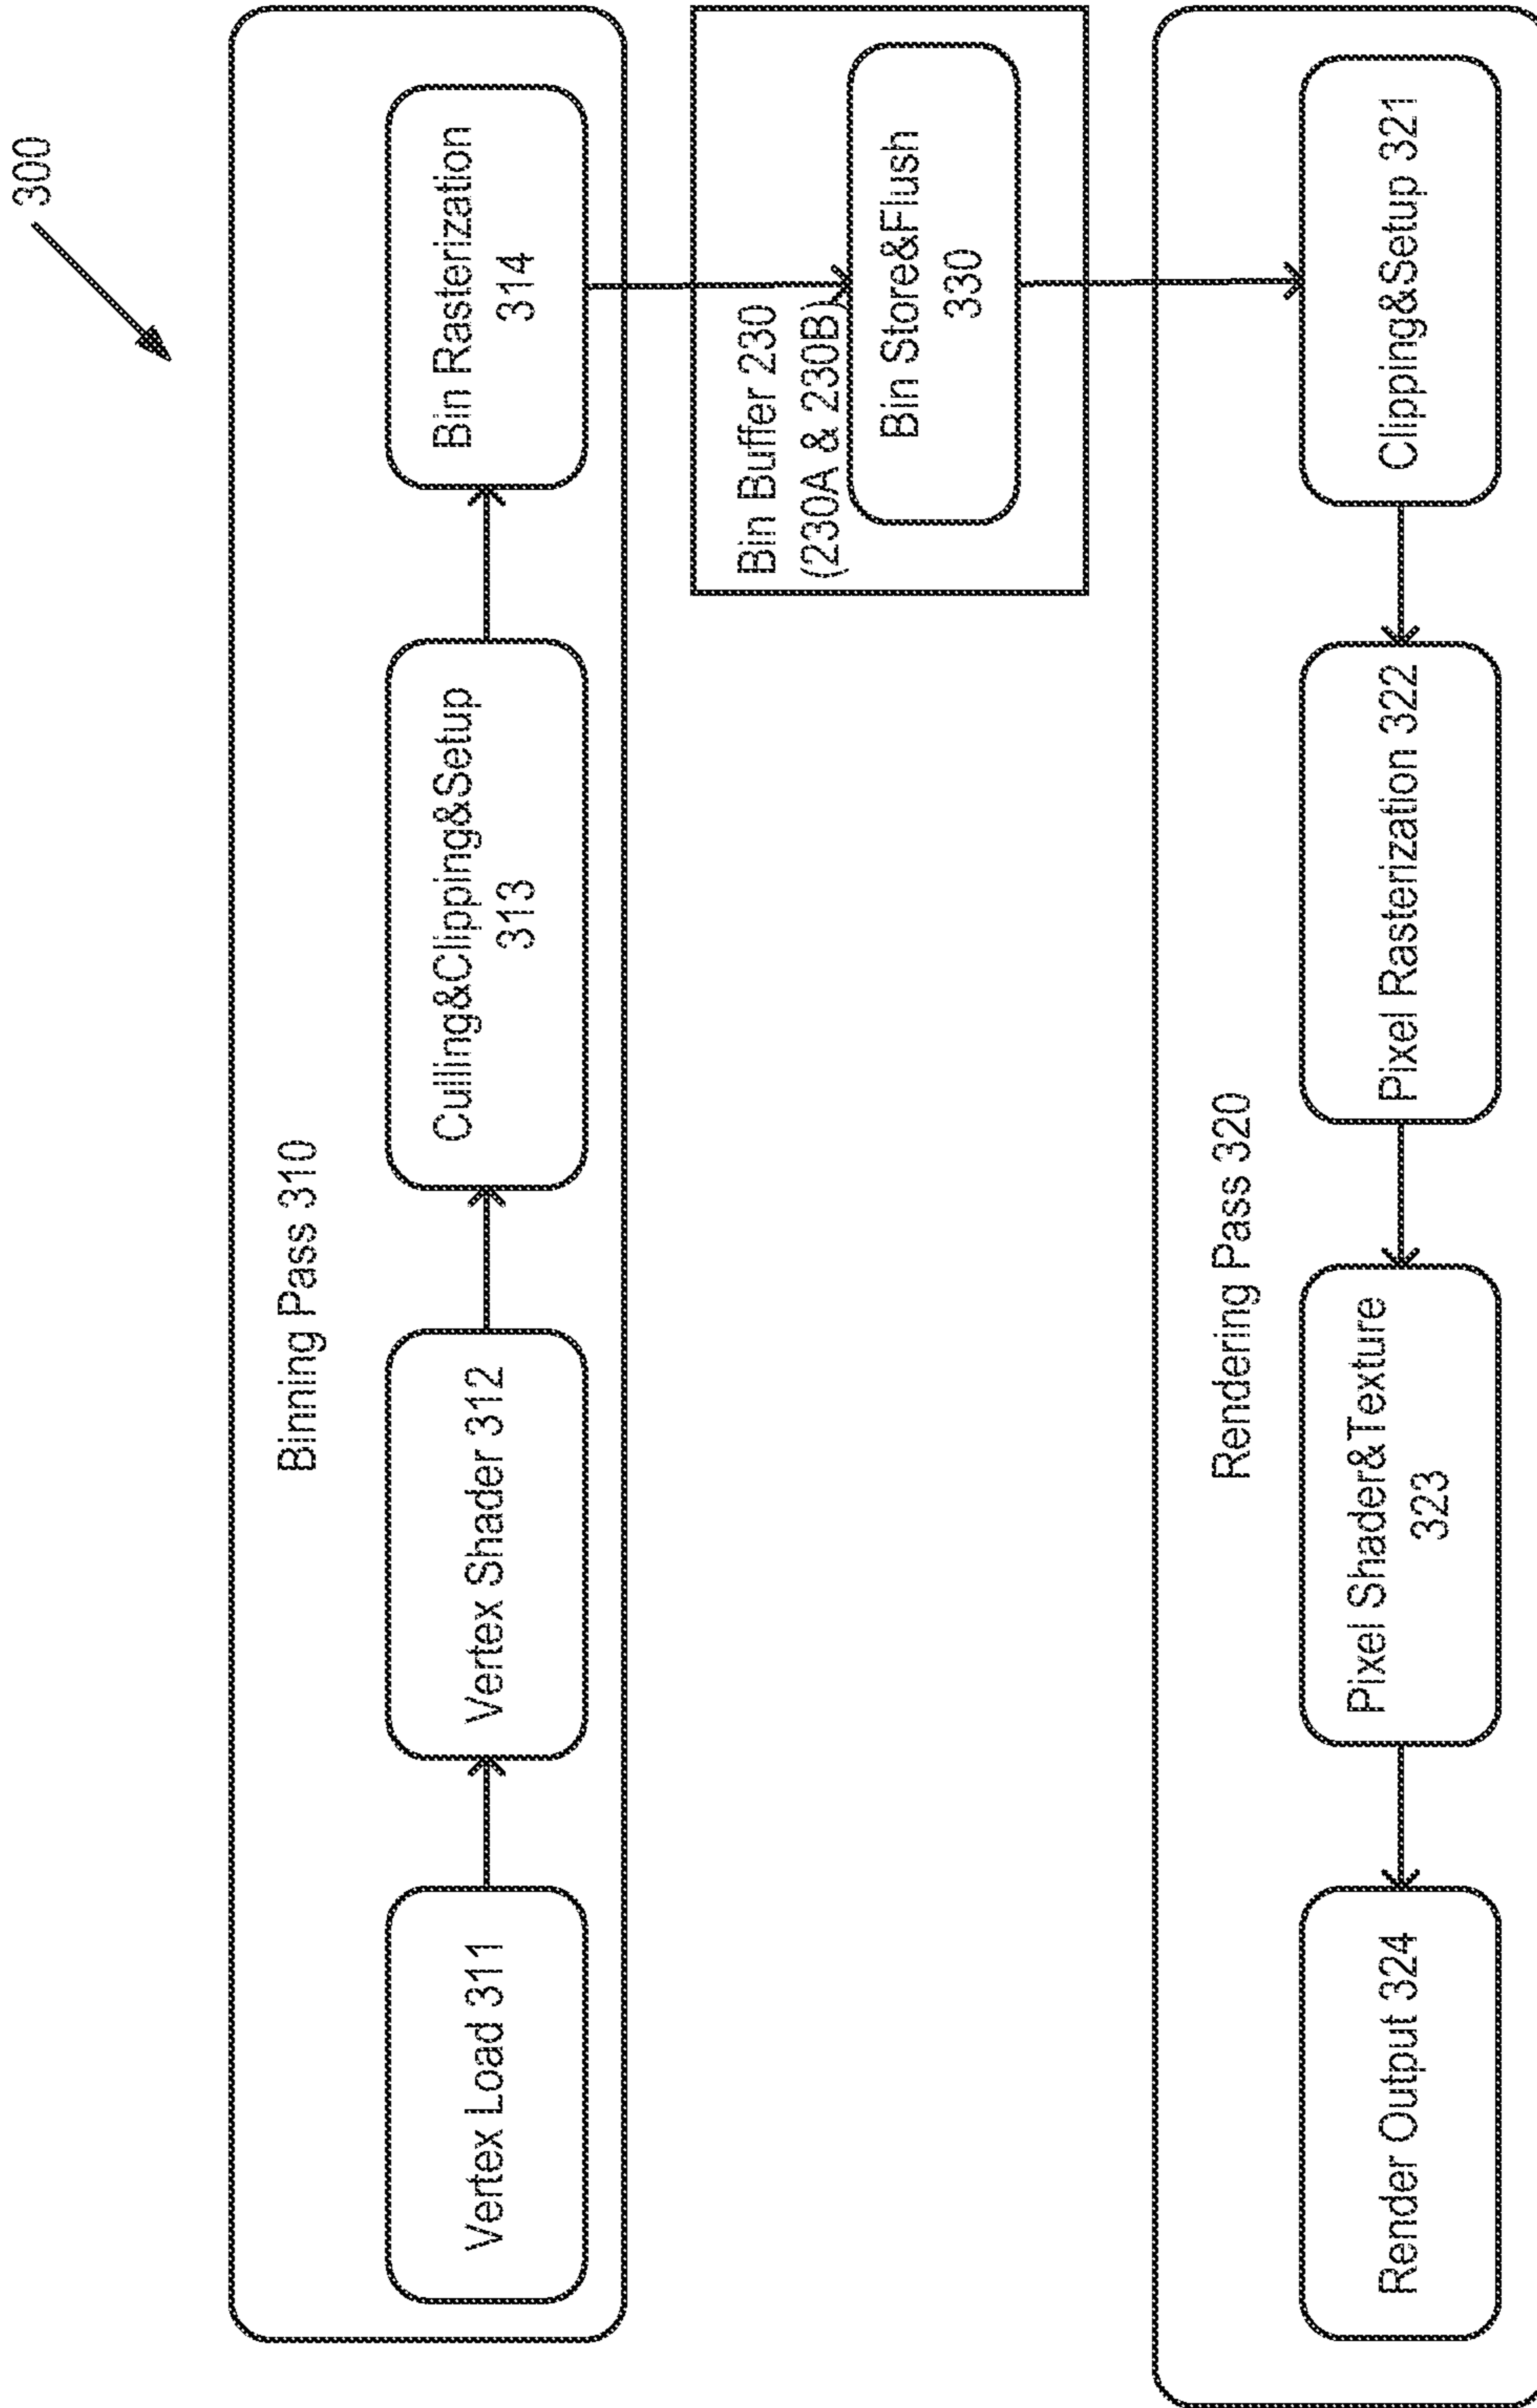 300
Binning Pass 310
Vertex Load 311
Vertex Shader 312
Culling&Clipping&Setup
313
Bin Rasterization
314
Bin Buffer 230
(230A & 230B)
Bin Store&Flush
330
Rendering Pass 320
Render Output 324
Pixel Shader&Texture
323
Pixel Rasterization 322
Clipping&Setup 321